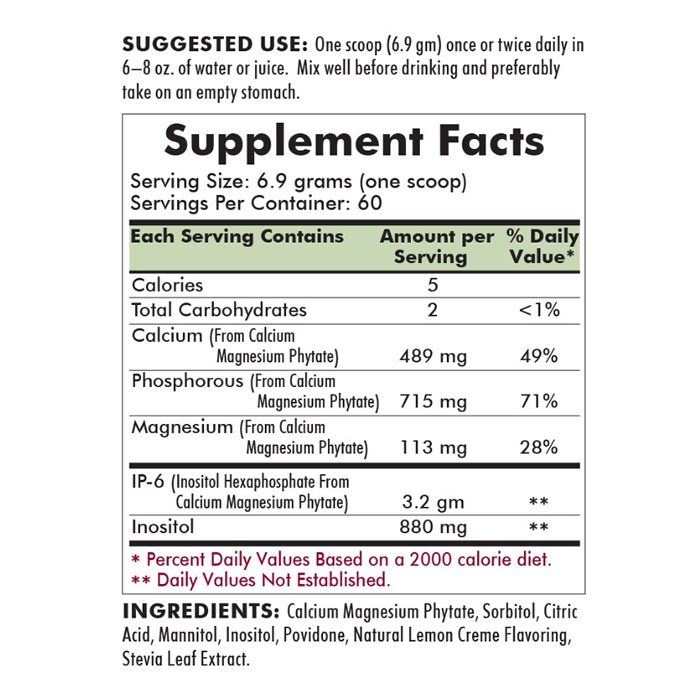 SUGGESTED USE: One scoop (6.9 gm) once or twice daily in
6–8 oz. of water or juice. Mix well before drinking and preferably
take on an empty stomach.
Supplement Facts
Serving Size: 6.9 grams (one scoop)
Servings Per Container: 60
Each Serving Contains Amount per Serving % Daily Value*
Calories 5
Total Carbohydrates 2 <1%
Calcium (From Calcium
Magnesium Phytate) 489 mg 49%
Phosphorous (From Calcium
Magnesium Phytate) 715 mg 71%
Magnesium (From Calcium
Magnesium Phytate) 113 mg 28%
IP-6 (Inositol Hexaphosphate From
Calcium Magnesium Phytate) 3.2 gm **
Inositol 880 mg **
* Percent Daily Values Based on a 2000 calorie diet.
** Daily Values Not Established.
INGREDIENTS: Calcium Magnesium Phytate, Sorbitol, Citric
Acid, Mannitol, Inositol, Povidone, Natural Lemon Creme Flavoring,
Stevia Leaf Extract.